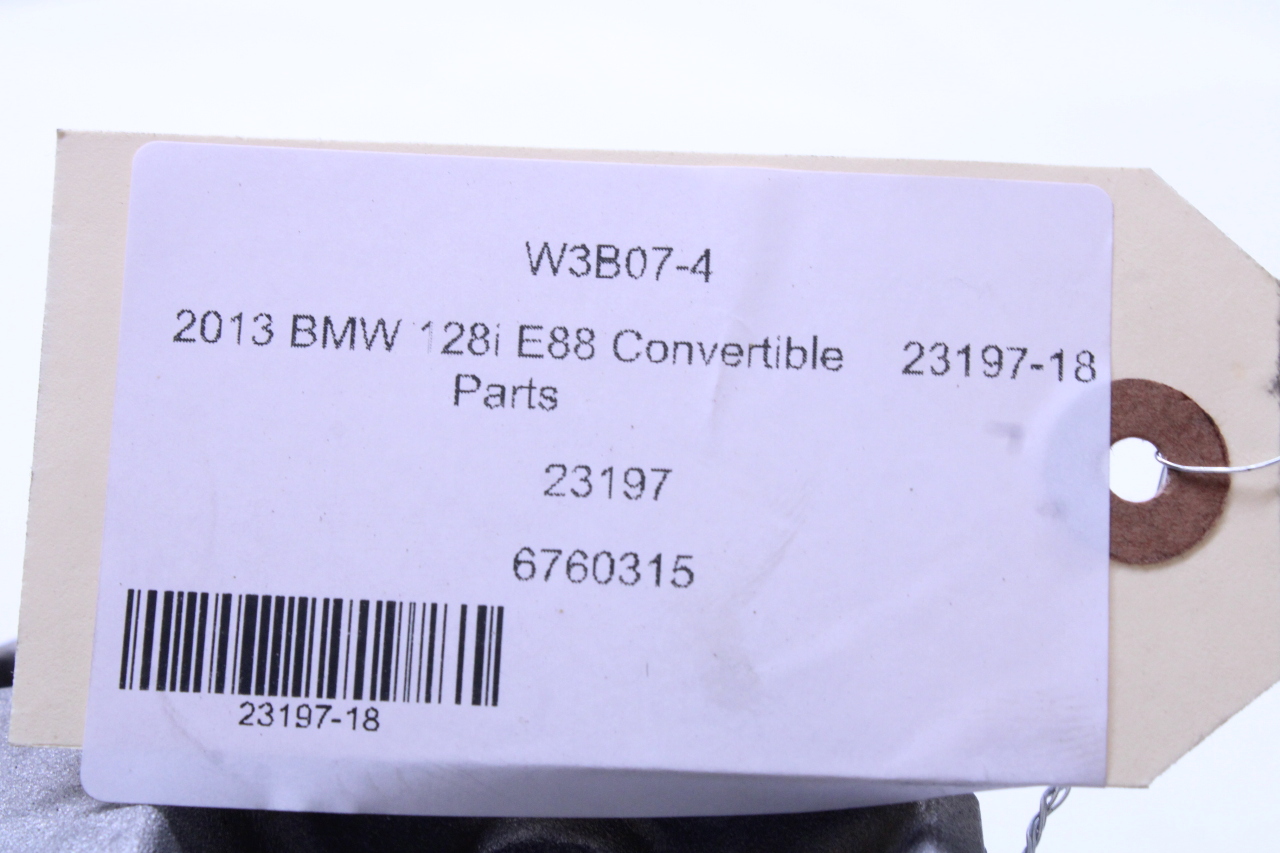 W3B07-4
2013 BMW 128i E88 Convertible 23197-18
Parts
23197
6760315
23197-18